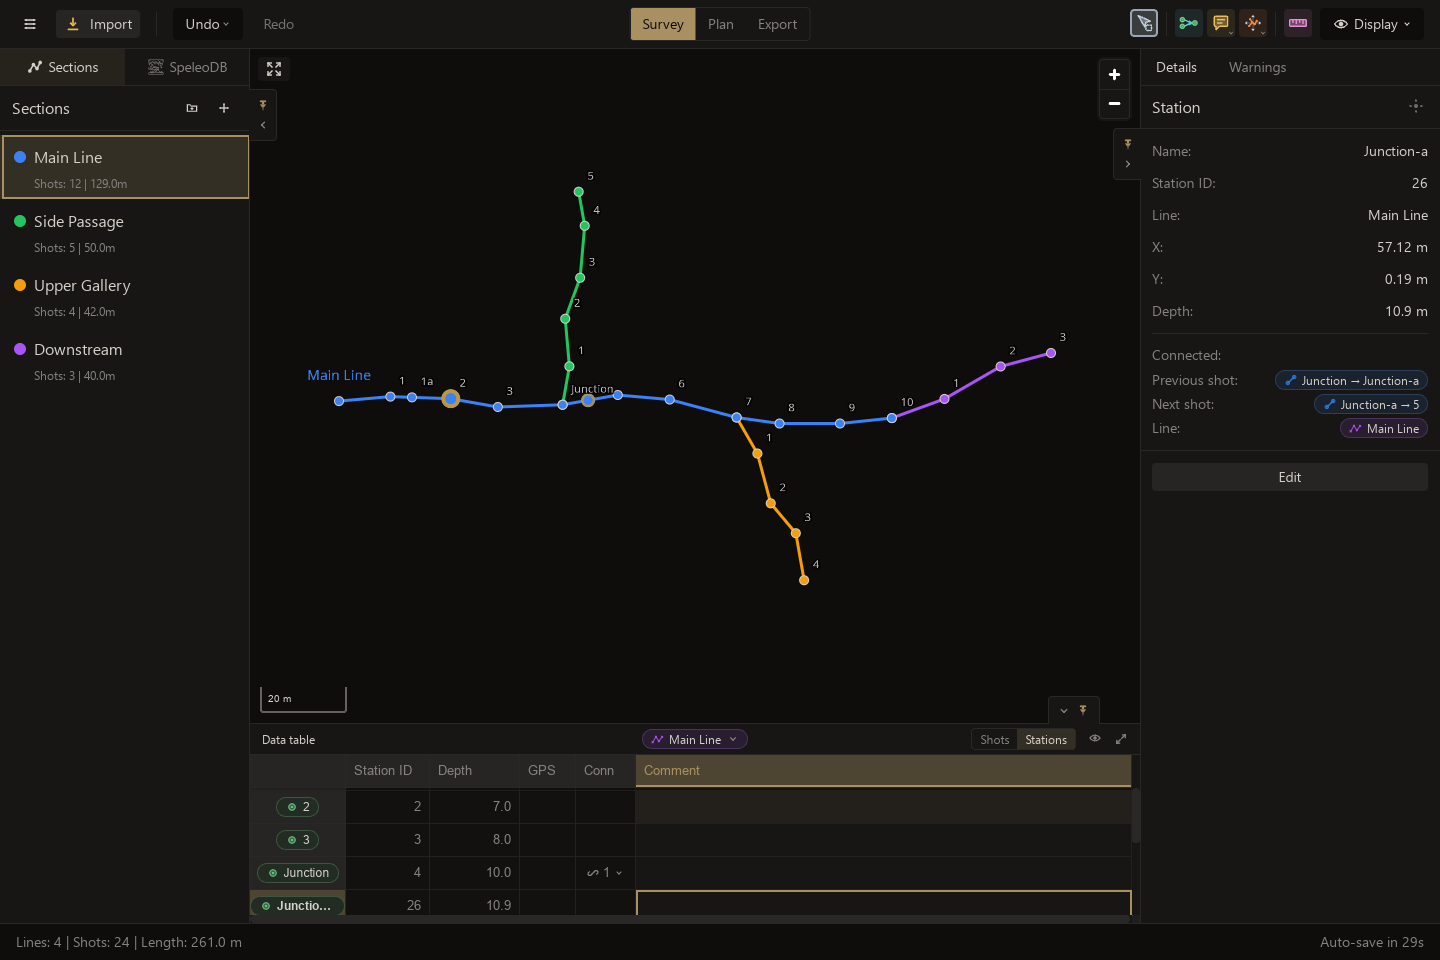 Import
Undo
Redo
Survey
Plan
Export
Display
Sections
SpeleoDB
Sections
Main Line
Shots: 12 | 129.0m
Side Passage
Shots: 5 | 50.0m
Upper Gallery
Shots: 4 | 42.0m
Downstream
Shots: 3 | 40.0m
5
4
3
2
1
Main Line
1
1a
2
3
Junction
6
7
8
9
10
1
2
3
1
2
3
4
20 m
Details
Warnings
Station
Name: Junction-a
Station ID: 26
Line: Main Line
X: 57.12 m
Y: 0.19 m
Depth: 10.9 m
Connected:
Previous shot: Junction → Junction-a
Next shot: Junction-a → 5
Line: Main Line
Edit
Data table
Main Line
Shots
Stations
Station ID Depth GPS Conn Comment
2 2 7.0
3 3 8.0
Junction 4 10.0 1
Junctio... 26 10.9
Lines: 4 | Shots: 24 | Length: 261.0 m
Auto-save in 29s